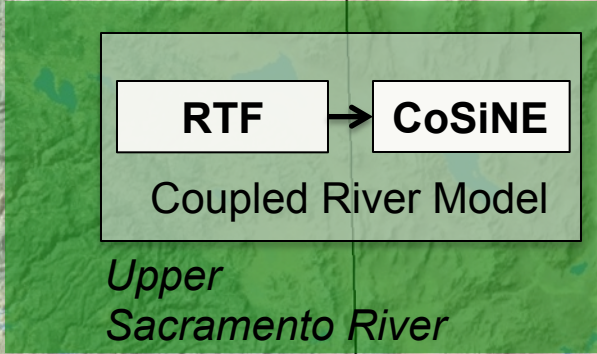 RTF
CoSiNE
Coupled River Model
Upper
Sacramento River